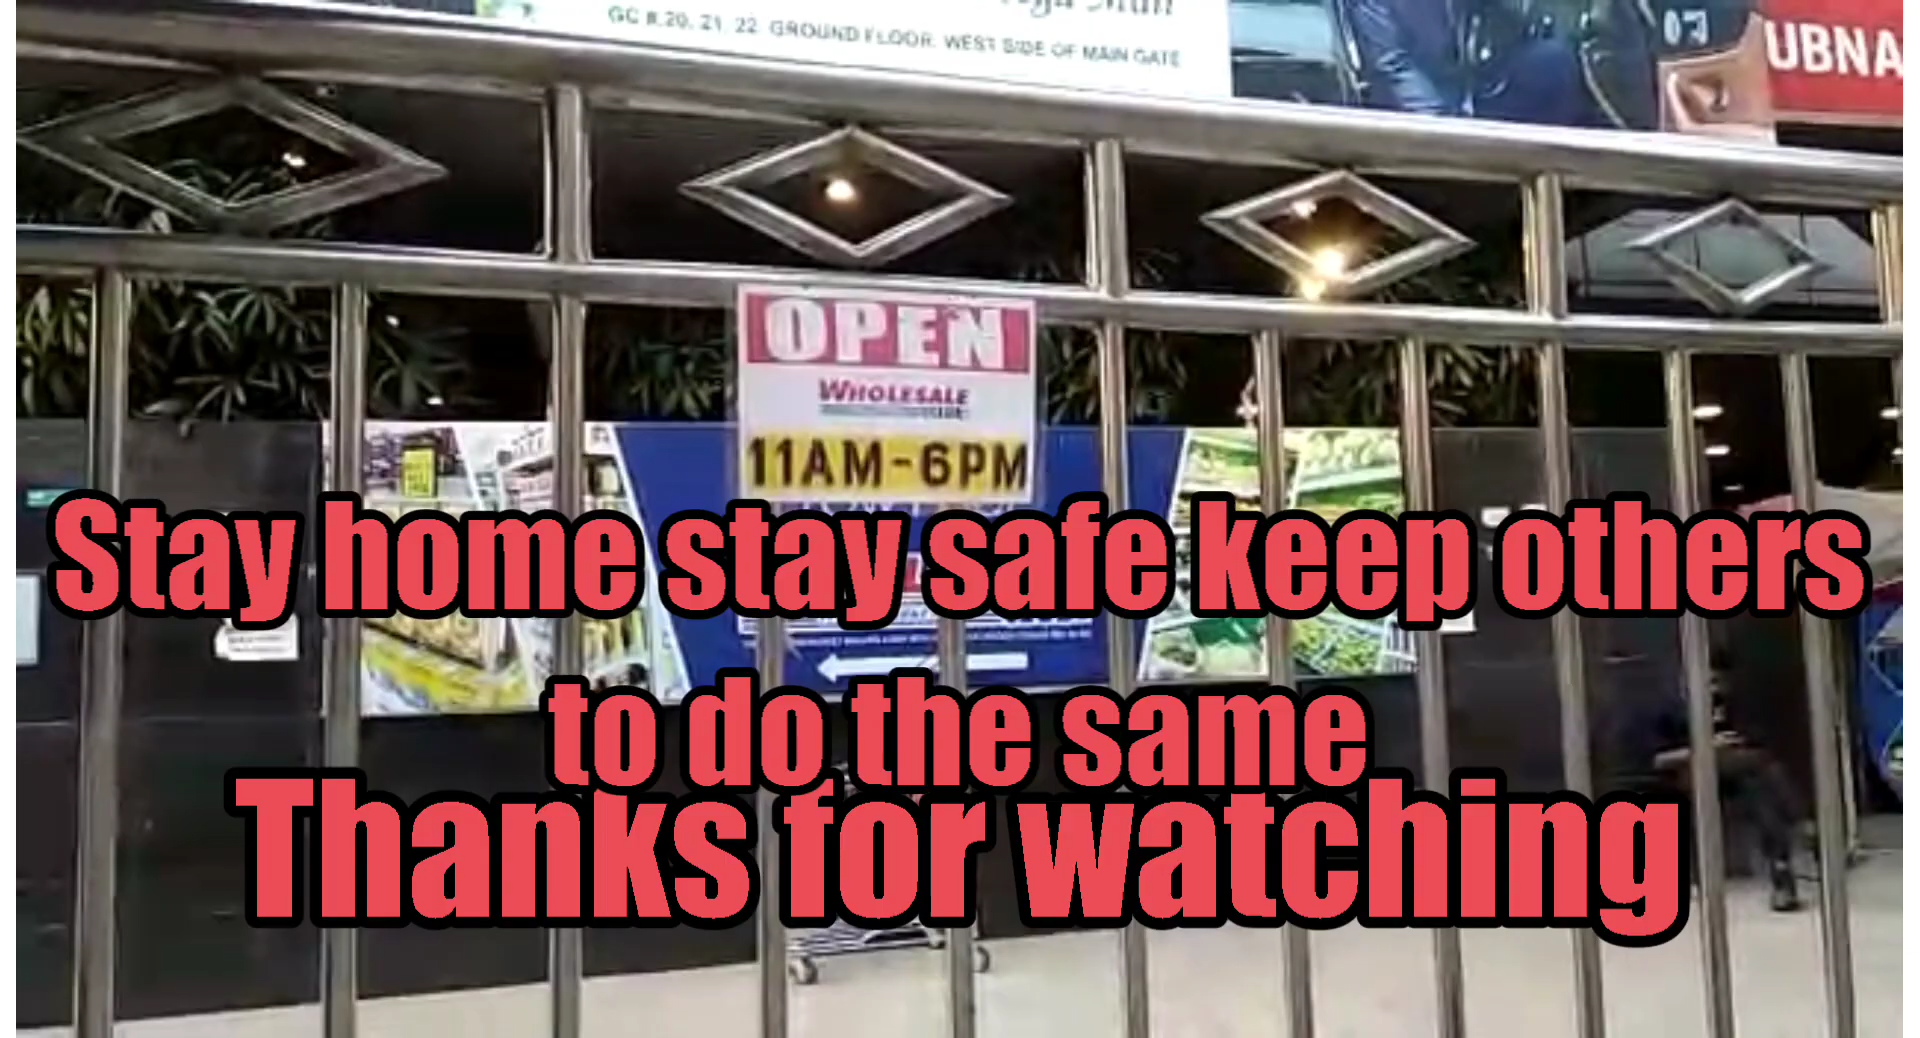 GC #.20, 21, 22 GROUND FLOOR, WEST SIDE OF MAIN GATE
UBNA
OPEN
WHOLESALE
CLUB
11AM-6PM
Stay home stay safe keep others
to do the same
Thanks for watching